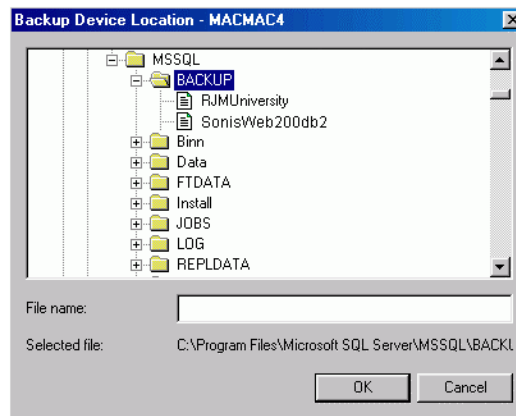 Backup Device Location - MACMAC4
MSSQL
BACKUP
RJMUniversity
SonisWeb200db2
Binn
Data
FTDATA
Install
JOBS
LOG
REPLDATA
File name:
Selected file: C:\Program Files\Microsoft SQL Server\MSSQL\BACKU
OK Cancel